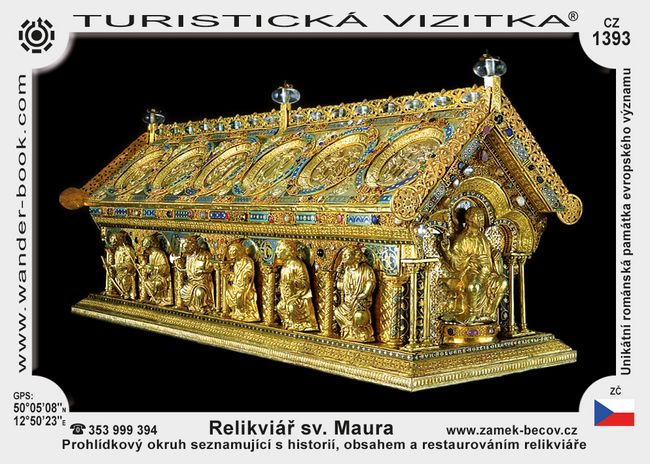 TURISTICKÁ VIZITKA®
CZ
1393
www.wander-book.com
Unikátní románská památka evropského významu
GPS:
50°05'08"N
12°50'23"E
ZČ
☎353 999 394
Relikviář sv. Maura
www.zamek-becov.cz
Prohlídkový okruh seznamující s historií, obsahem a restaurováním relikviáře